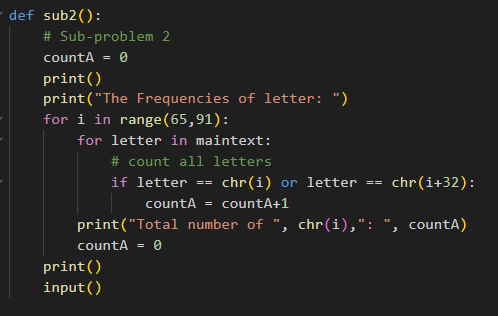 def sub2():
    # Sub-problem 2
    countA = 0
    print()
    print("The Frequencies of letter: ")
    for i in range(65,91):
        for letter in maintext:
            # count all letters
            if letter == chr(i) or letter == chr(i+32):
                countA = countA+1
        print("Total number of ", chr(i),": ", countA)
        countA = 0
    print()
    input()